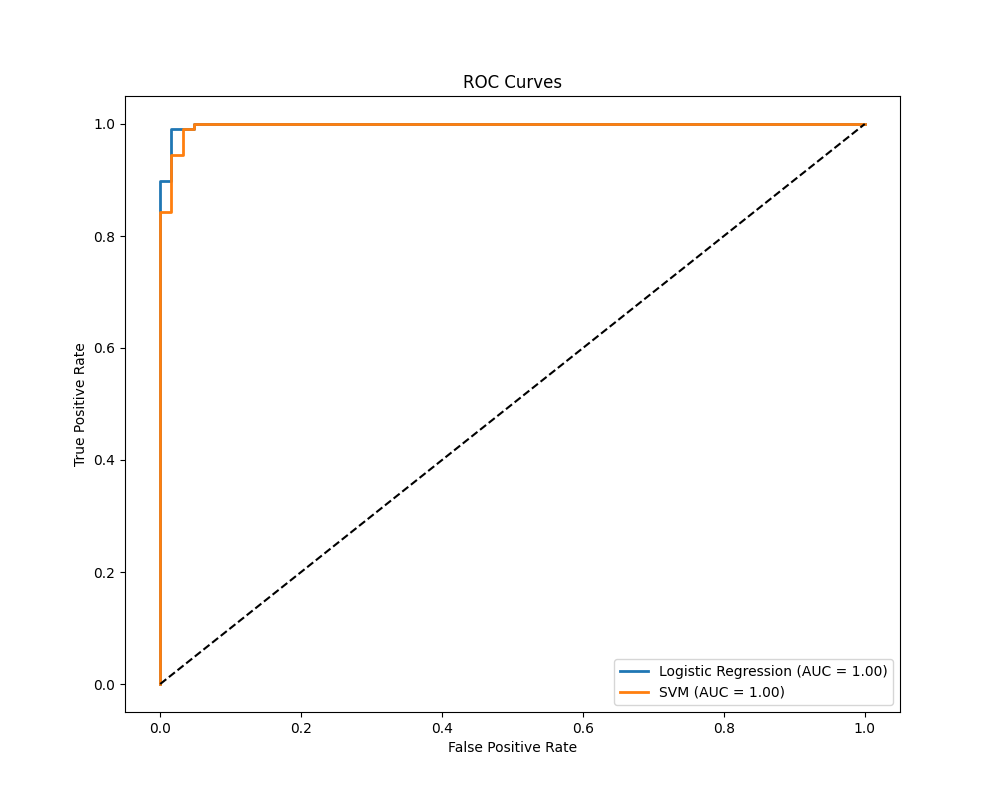 ROC Curves
1.0
0.8
0.6
0.4
0.2
0.0
True Positive Rate
Logistic Regression (AUC = 1.00)
SVM (AUC = 1.00)
0.0 0.2 0.4 0.6 0.8 1.0
False Positive Rate